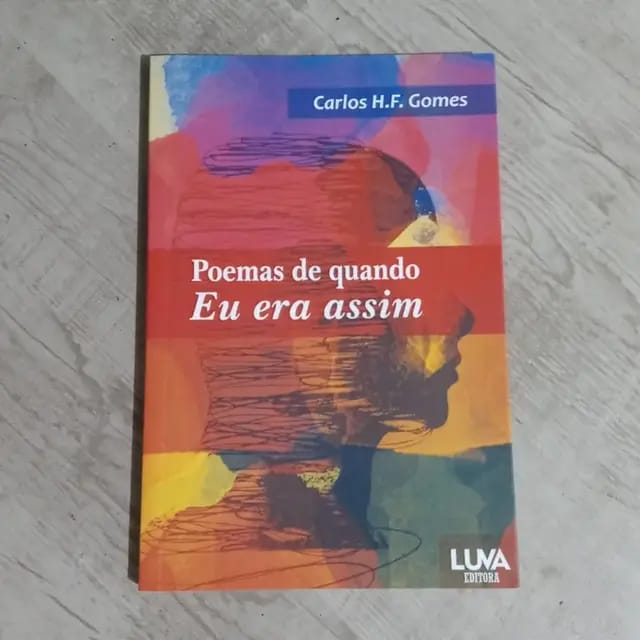 Carlos H.F. Gomes
Poemas de quando
Eu era assim
LUVA
EDITORA